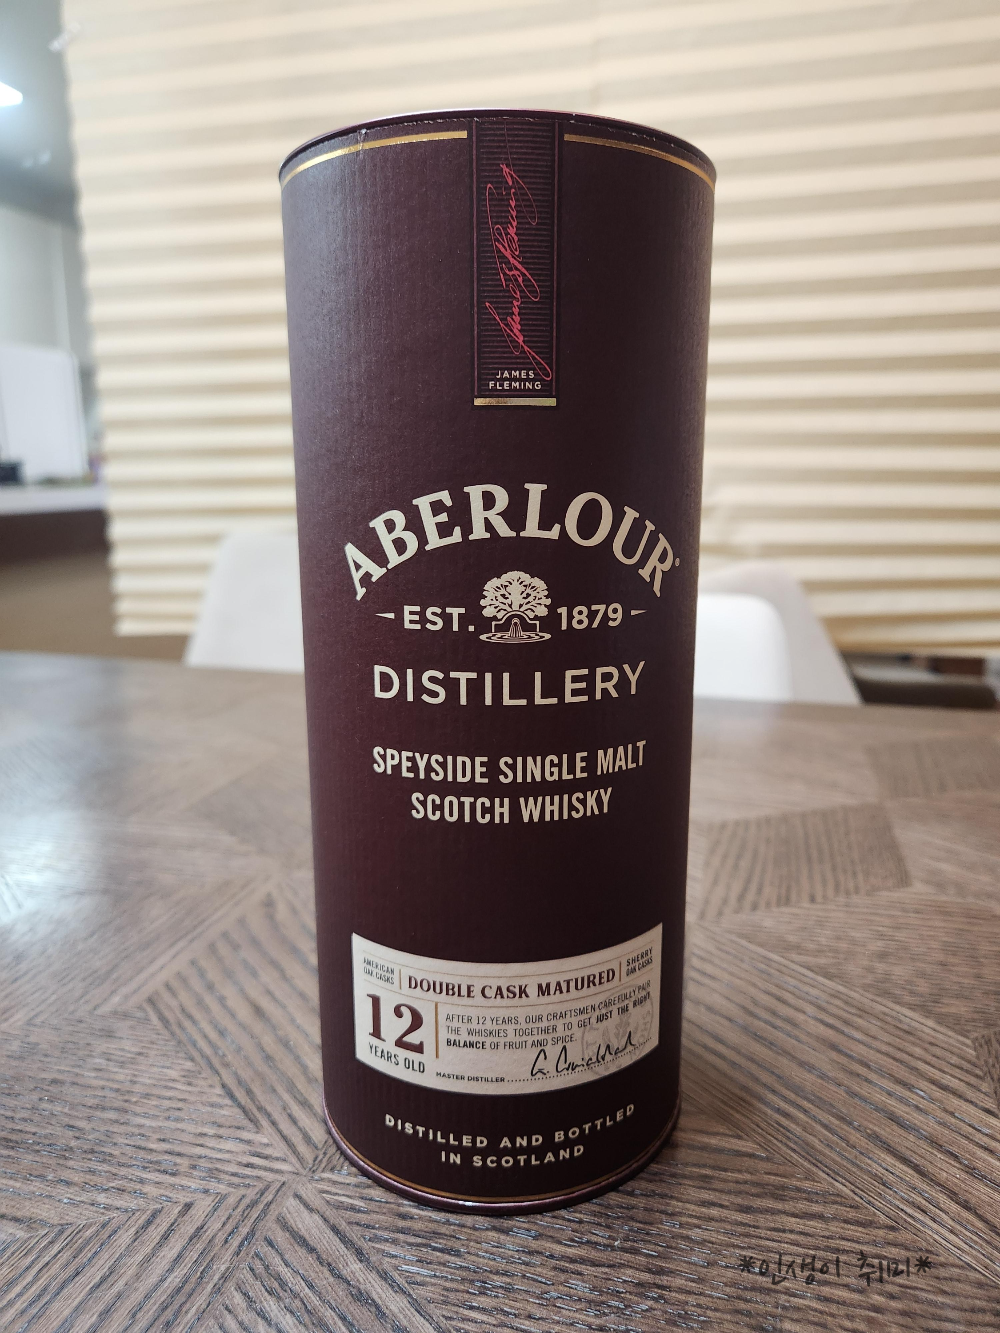 James Fleming
JAMES
FLEMING
ABERLOUR®
EST. 1879
DISTILLERY
SPEYSIDE SINGLE MALT
SCOTCH WHISKY
AMERICAN
OAK CASKS
DOUBLE CASK MATURED
SHERRY
OAK CASKS
12
YEARS OLD
AFTER 12 YEARS, OUR CRAFTSMEN CAREFULLY PAIR
THE WHISKIES TOGETHER TO GET JUST THE RIGHT
BALANCE OF FRUIT AND SPICE.
MASTER DISTILLER
DISTILLED AND BOTTLED
IN SCOTLAND
*인생이 취미*